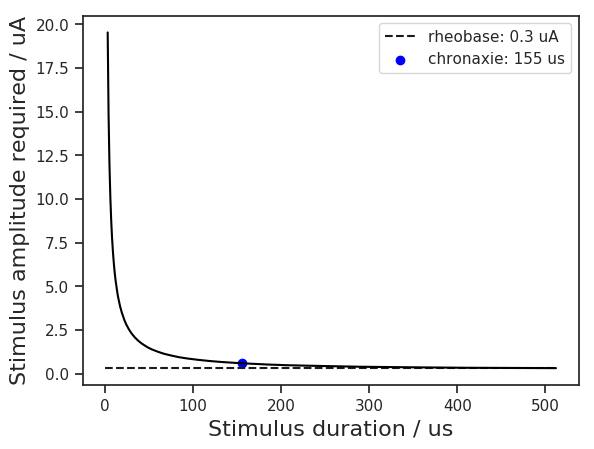 rheobase: 0.3 uA
chronaxie: 155 us
Stimulus amplitude required / uA
20.0
17.5
15.0
12.5
10.0
7.5
5.0
2.5
0.0
0 100 200 300 400 500
Stimulus duration / us